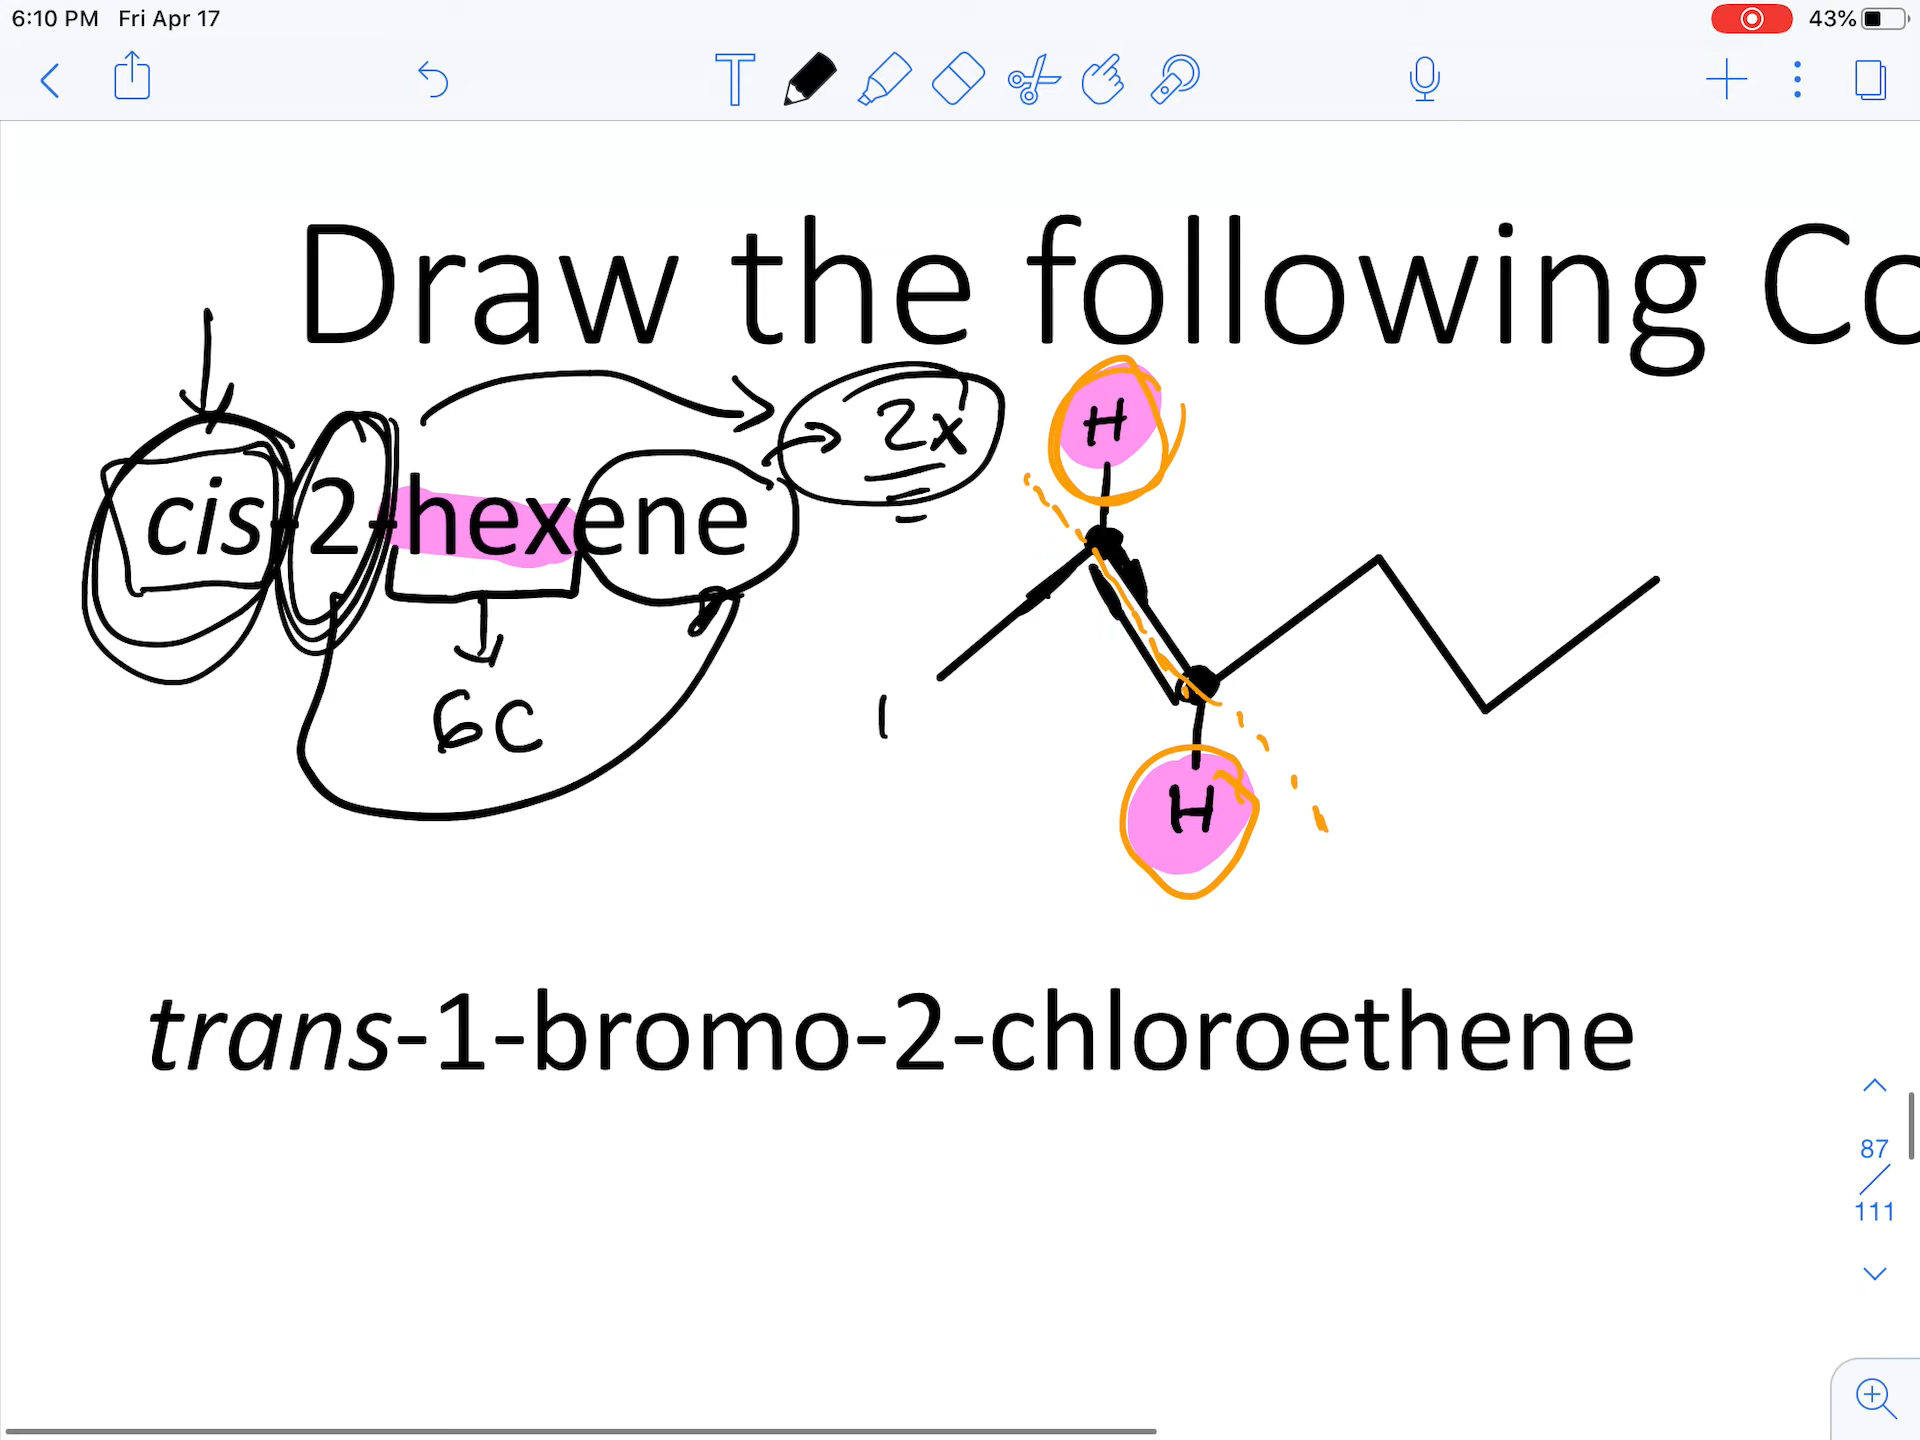 6:10 PM Fri Apr 17 43%
Draw the following Co
2x
H
cis-2-hexene
6C
1
H
trans-1-bromo-2-chloroethene
87
111